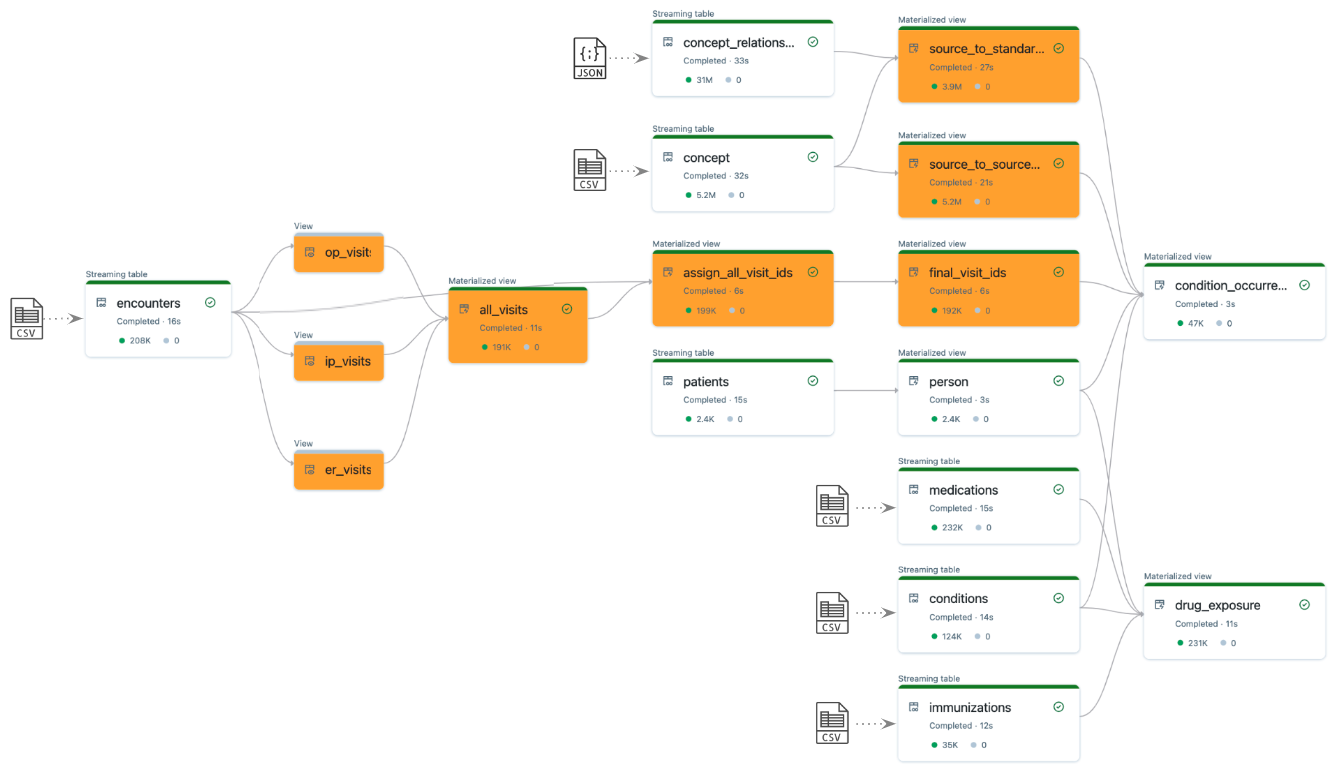 Streaming table
concept_relations...
Completed · 33s
31M 0
JSON
Materialized view
source_to_standar...
Completed · 27s
3.9M 0
Streaming table
concept
Completed · 32s
5.2M 0
CSV
Materialized view
source_to_source...
Completed · 21s
5.2M 0
View
op_visit
Streaming table
encounters
Completed · 16s
208K 0
CSV
View
ip_visits
View
er_visits
Materialized view
all_visits
Completed · 11s
191K 0
Materialized view
assign_all_visit_ids
Completed · 6s
199K 0
Materialized view
final_visit_ids
Completed · 6s
192K 0
Materialized view
condition_occurre...
Completed · 3s
47K 0
Streaming table
patients
Completed · 15s
2.4K 0
Materialized view
person
Completed · 3s
2.4K 0
Streaming table
medications
Completed · 15s
232K 0
CSV
Streaming table
conditions
Completed · 14s
124K 0
CSV
Materialized view
drug_exposure
Completed · 11s
231K 0
Streaming table
immunizations
Completed · 12s
35K 0
CSV